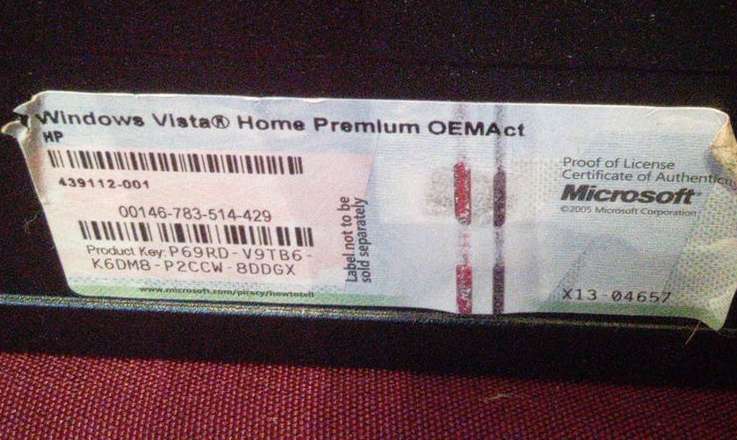 Windows Vista® Home Premium OEMAct
HP
439112-001
00146-783-514-429
Product Key: P69RD-V9TB6-
K6DM8-P2CCW-8DDGX
www.microsoft.com/piracy/howtotell
Label not to be
sold separately
Proof of License
Certificate of Authentic
Microsoft
©2005 Microsoft Corporation
X13-04657